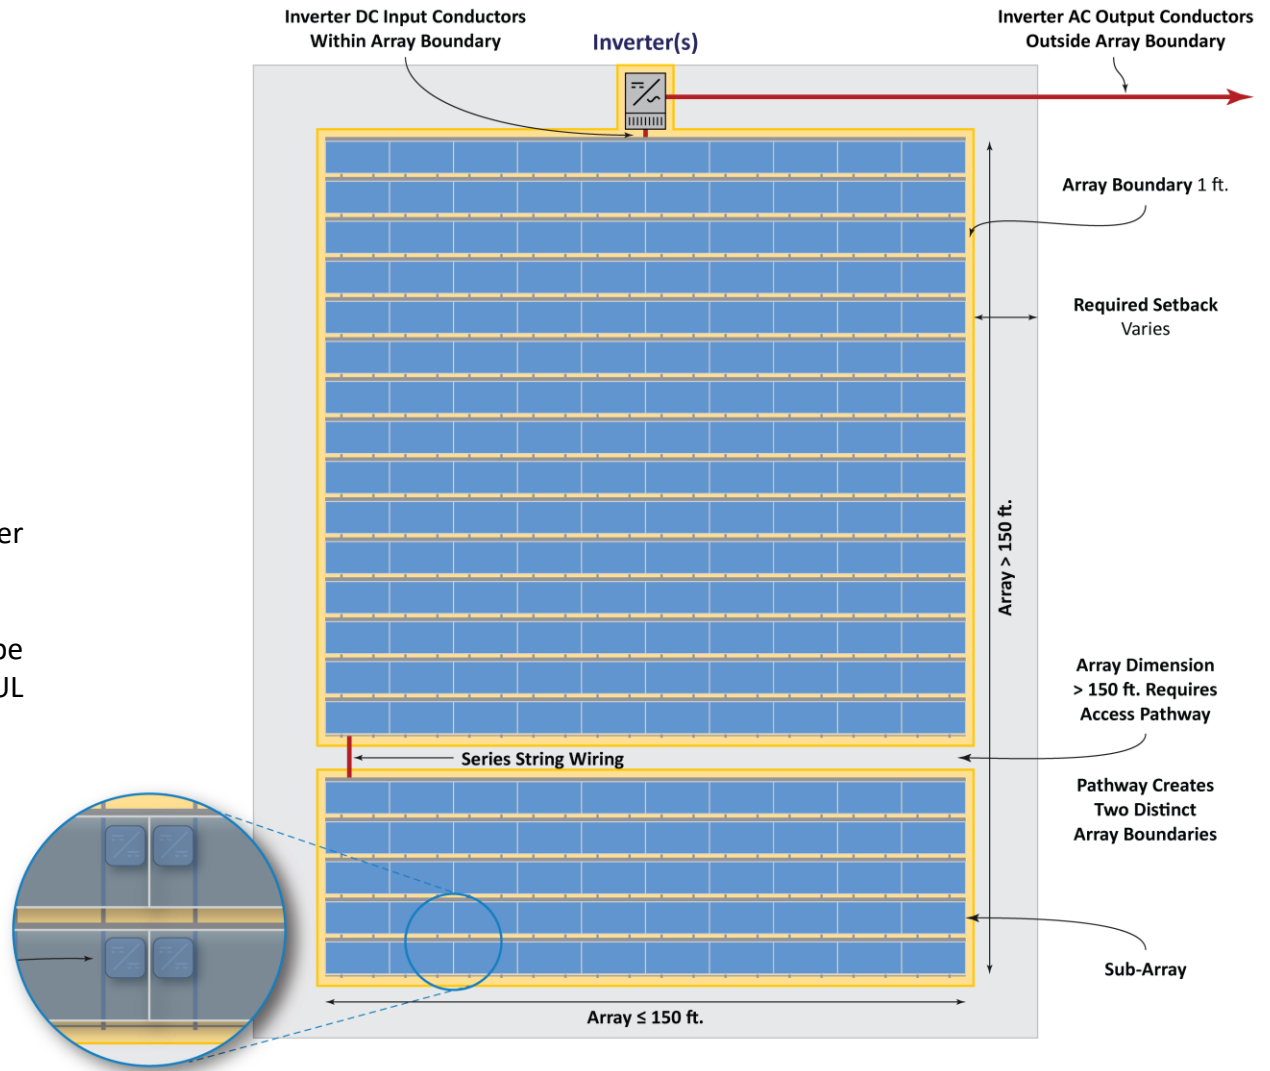 Inverter DC Input Conductors
Within Array Boundary
Inverter(s)
Inverter AC Output Conductors
Outside Array Boundary
Array Boundary 1 ft.
Required Setback
Varies
Array > 150 ft.
er
be
UL
Array Dimension
> 150 ft. Requires
Access Pathway
Series String Wiring
Pathway Creates
Two Distinct
Array Boundaries
Sub-Array
Array ≤ 150 ft.